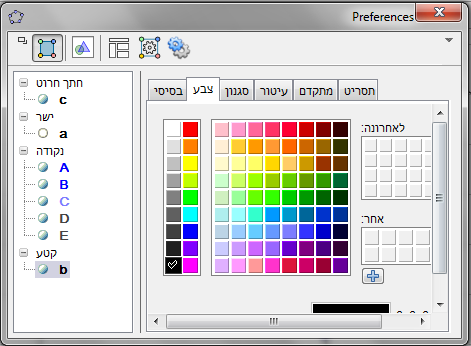 Preferences
חתך חרוט
c
ישר
a
נקודה
A
B
C
D
E
קטע
b
בסיסי
צבע
סגנון
עיטור
מתקדם
תסריט
לאחרונה:
אחר: